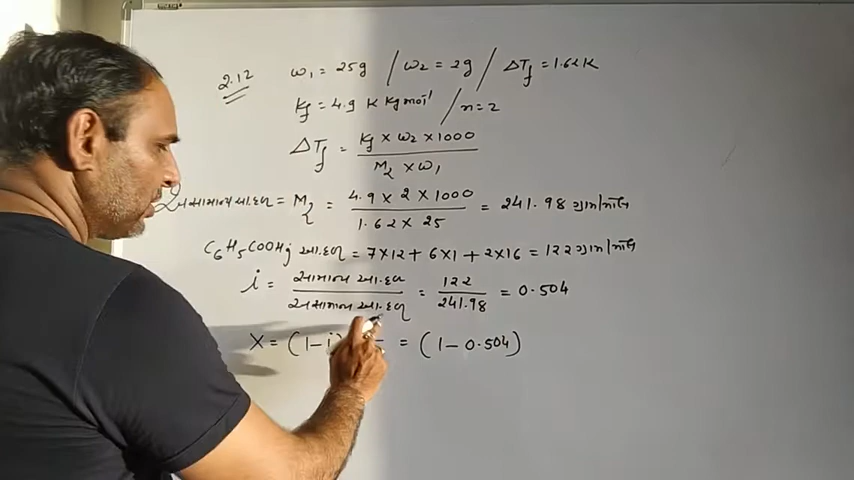 2.12 w₁ = 25g / w₂ = 2g / ΔTf = 1.62 K
Kf = 4.9 K Kg mol⁻¹ / n = 2
ΔTf = Kf × w₂ × 1000 / M₂ × w₁
અસામાન્ય આ.દળ = M₂ = 4.9 × 2 × 1000 / 1.62 × 25 = 241.98 ગ્રામ/મોલ
C₆H₅COOH નું આ.દળ = 7×12 + 6×1 + 2×16 = 122 ગ્રામ/મોલ
i = સામાન્ય આ.દળ / અસામાન્ય આ.દળ = 122 / 241.98 = 0.504
X = (1 - i) = (1 - 0.504)